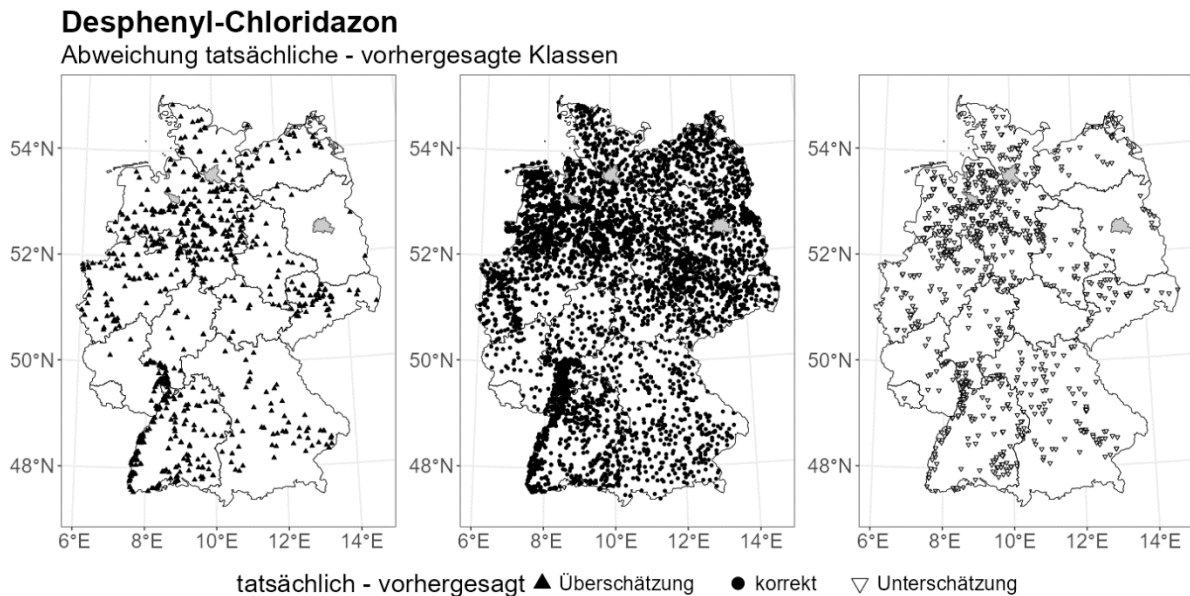 Desphenyl-Chloridazon
Abweichung tatsächliche - vorhergesagte Klassen
54°N 54°N 54°N
52°N 52°N 52°N
50°N 50°N 50°N
48°N 48°N 48°N
6°E 8°E 10°E 12°E 14°E 6°E 8°E 10°E 12°E 14°E 6°E 8°E 10°E 12°E 14°E
tatsächlich - vorhergesagt Überschätzung korrekt Unterschätzung